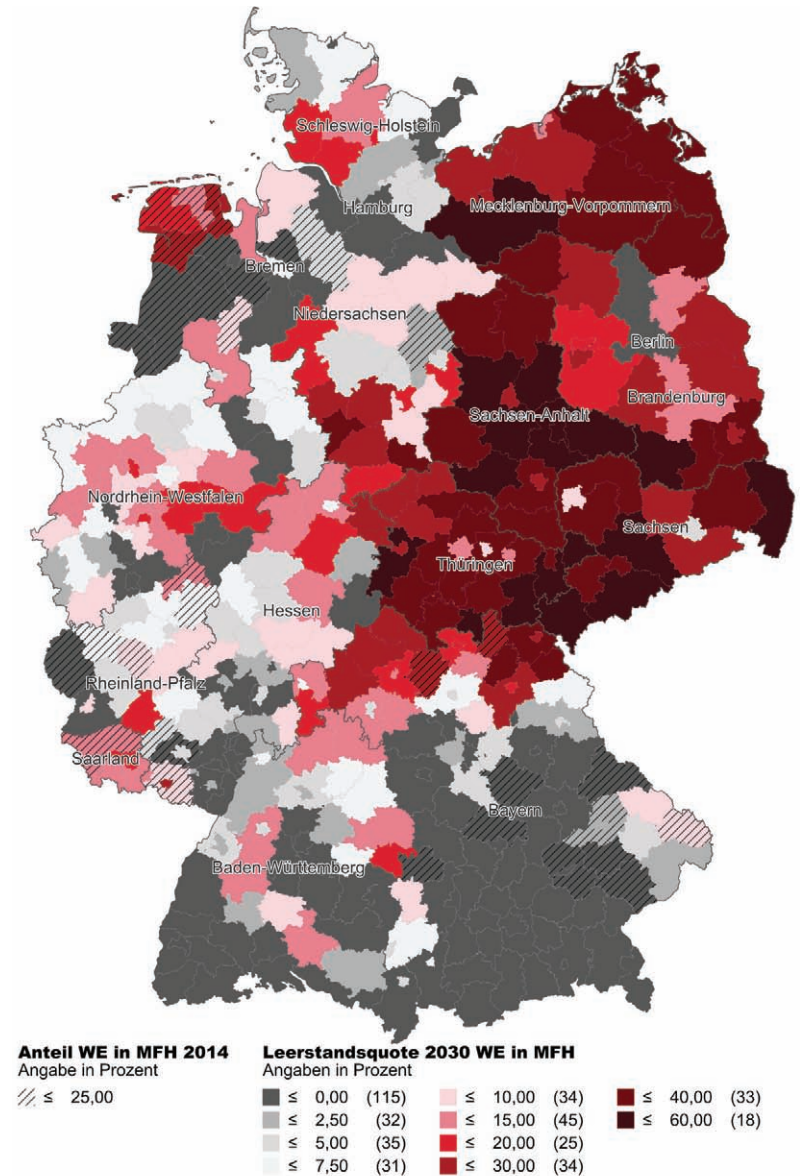 Schleswig-Holstein
Hamburg
Mecklenburg-Vorpommern
Bremen
Niedersachsen
Berlin
Brandenburg
Sachsen-Anhalt
Nordrhein-Westfalen
Sachsen
Thüringen
Hessen
Rheinland-Pfalz
Saarland
Bayern
Baden-Württemberg
Anteil WE in MFH 2014
Angabe in Prozent
≤ 25,00
Leerstandsquote 2030 WE in MFH
Angaben in Prozent
≤ 0,00 (115)
≤ 2,50 (32)
≤ 5,00 (35)
≤ 7,50 (31)
≤ 10,00 (34)
≤ 15,00 (45)
≤ 20,00 (25)
≤ 30,00 (34)
≤ 40,00 (33)
≤ 60,00 (18)